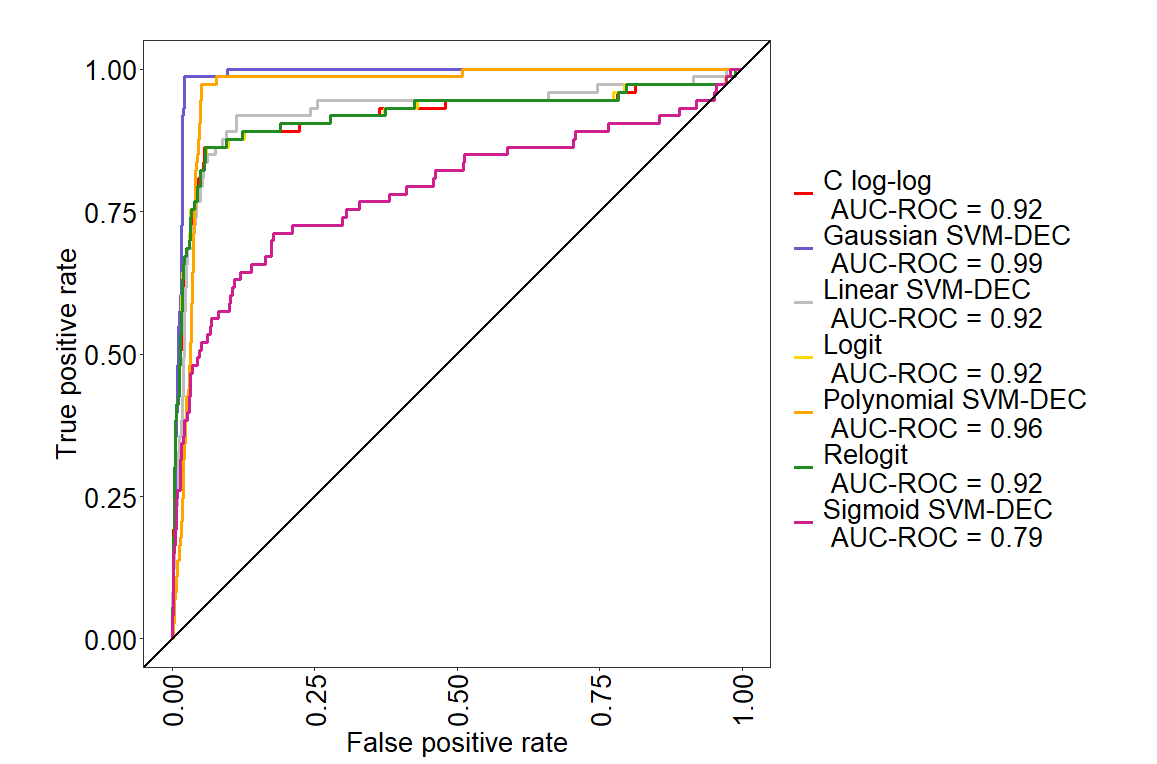 1.00
0.75
0.50
0.25
0.00
True positive rate
0.00
0.25
0.50
0.75
1.00
False positive rate
C log-log
AUC-ROC = 0.92
Gaussian SVM-DEC
AUC-ROC = 0.99
Linear SVM-DEC
AUC-ROC = 0.92
Logit
AUC-ROC = 0.92
Polynomial SVM-DEC
AUC-ROC = 0.96
Relogit
AUC-ROC = 0.92
Sigmoid SVM-DEC
AUC-ROC = 0.79